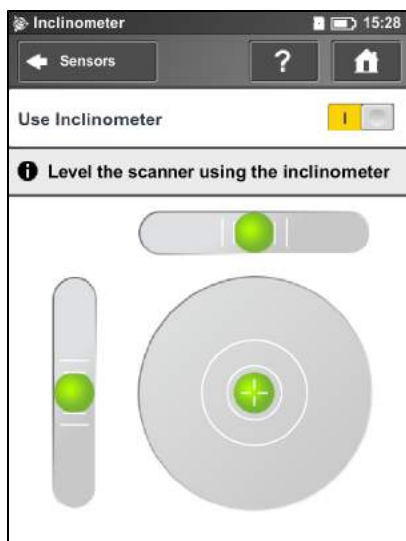 Inclinometer 15:28
Sensors ?
Use Inclinometer I
Level the scanner using the inclinometer